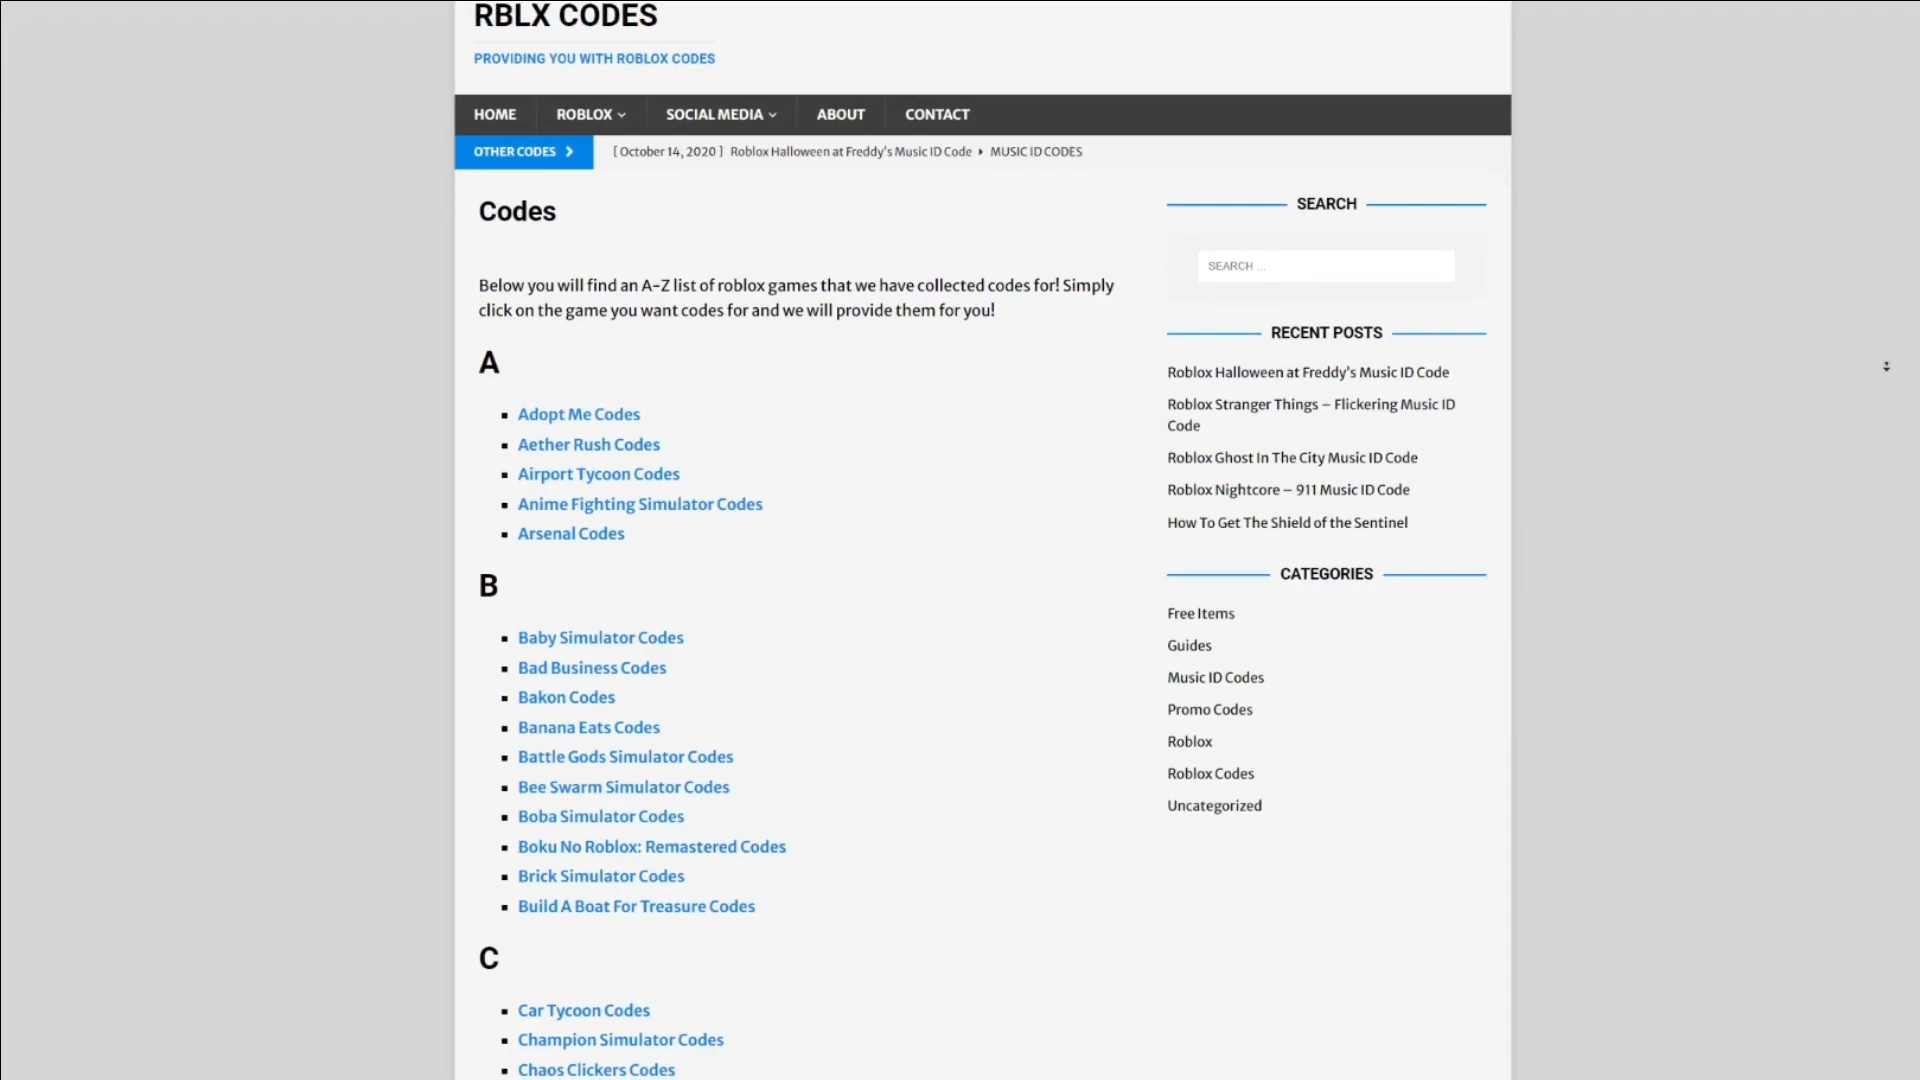 RBLX CODES
PROVIDING YOU WITH ROBLOX CODES
HOME ROBLOX SOCIAL MEDIA ABOUT CONTACT
OTHER CODES [ October 14, 2020 ] Roblox Halloween at Freddy's Music ID Code MUSIC ID CODES
Codes
Below you will find an A-Z list of roblox games that we have collected codes for! Simply
click on the game you want codes for and we will provide them for you!
A
Adopt Me Codes
Aether Rush Codes
Airport Tycoon Codes
Anime Fighting Simulator Codes
Arsenal Codes
B
Baby Simulator Codes
Bad Business Codes
Bakon Codes
Banana Eats Codes
Battle Gods Simulator Codes
Bee Swarm Simulator Codes
Boba Simulator Codes
Boku No Roblox: Remastered Codes
Brick Simulator Codes
Build A Boat For Treasure Codes
C
Car Tycoon Codes
Champion Simulator Codes
Chaos Clickers Codes
SEARCH
SEARCH ...
RECENT POSTS
Roblox Halloween at Freddy's Music ID Code
Roblox Stranger Things – Flickering Music ID
Code
Roblox Ghost In The City Music ID Code
Roblox Nightcore – 911 Music ID Code
How To Get The Shield of the Sentinel
CATEGORIES
Free Items
Guides
Music ID Codes
Promo Codes
Roblox
Roblox Codes
Uncategorized